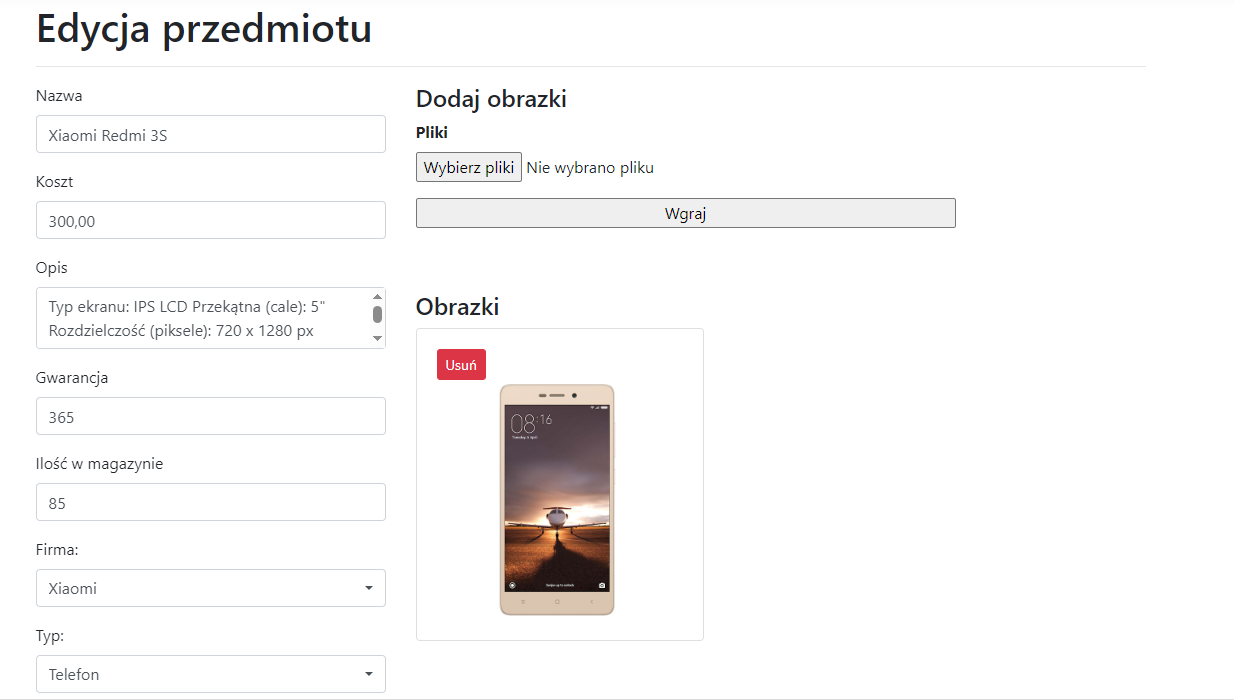 Edycja przedmiotu
Nazwa
Xiaomi Redmi 3S
Koszt
300,00
Opis
Typ ekranu: IPS LCD Przekątna (cale): 5"
Rozdzielczość (piksele): 720 x 1280 px
Gwarancja
365
Ilość w magazynie
85
Firma:
Xiaomi
Typ:
Telefon
Dodaj obrazki
Pliki
Wybierz pliki Nie wybrano pliku
Wgraj
Obrazki
Usuń
08:16